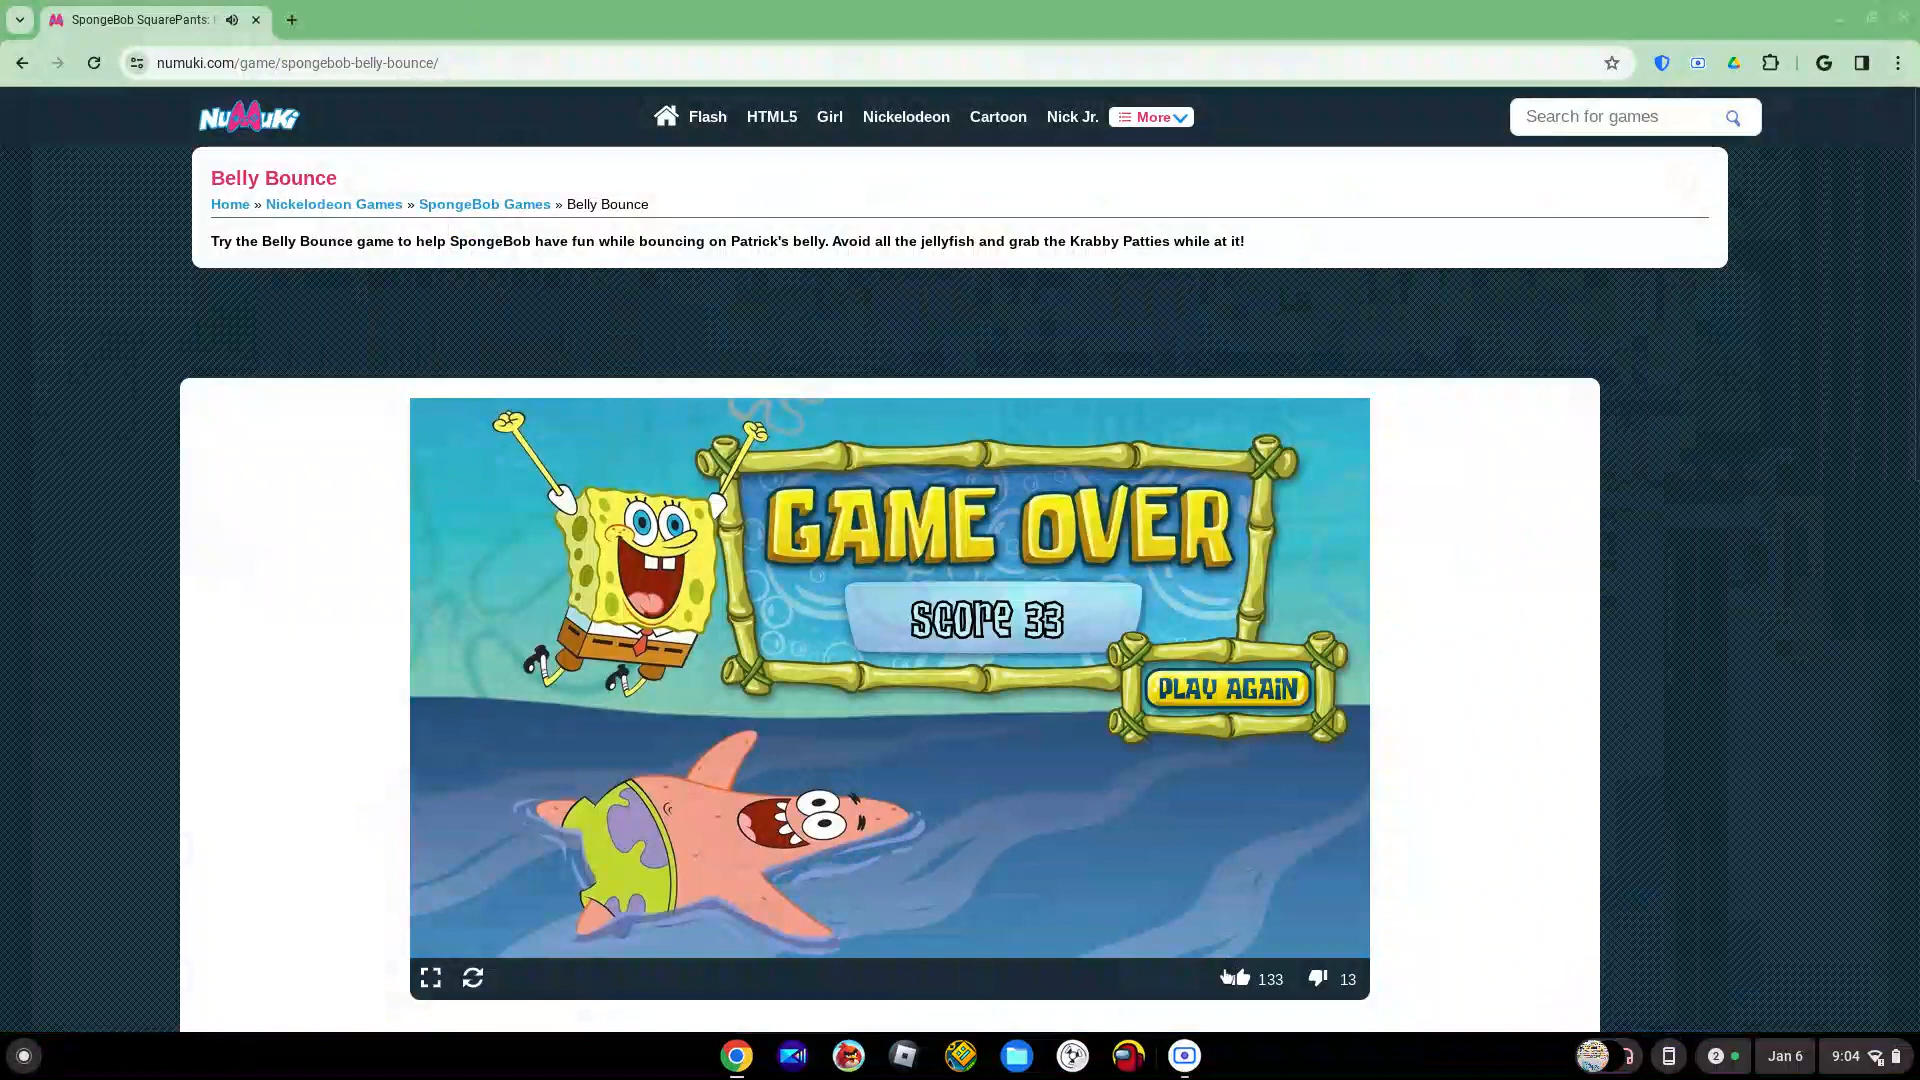 SpongeBob SquarePants:
numuki.com/game/spongebob-belly-bounce/
NuMuKi
Flash HTML5 Girl Nickelodeon Cartoon Nick Jr. More
Search for games
Belly Bounce
Home » Nickelodeon Games » SpongeBob Games » Belly Bounce
Try the Belly Bounce game to help SpongeBob have fun while bouncing on Patrick's belly. Avoid all the jellyfish and grab the Krabby Patties while at it!
GAME OVER
score 33
PLAY AGAIN
133 13
2 Jan 6 9:04